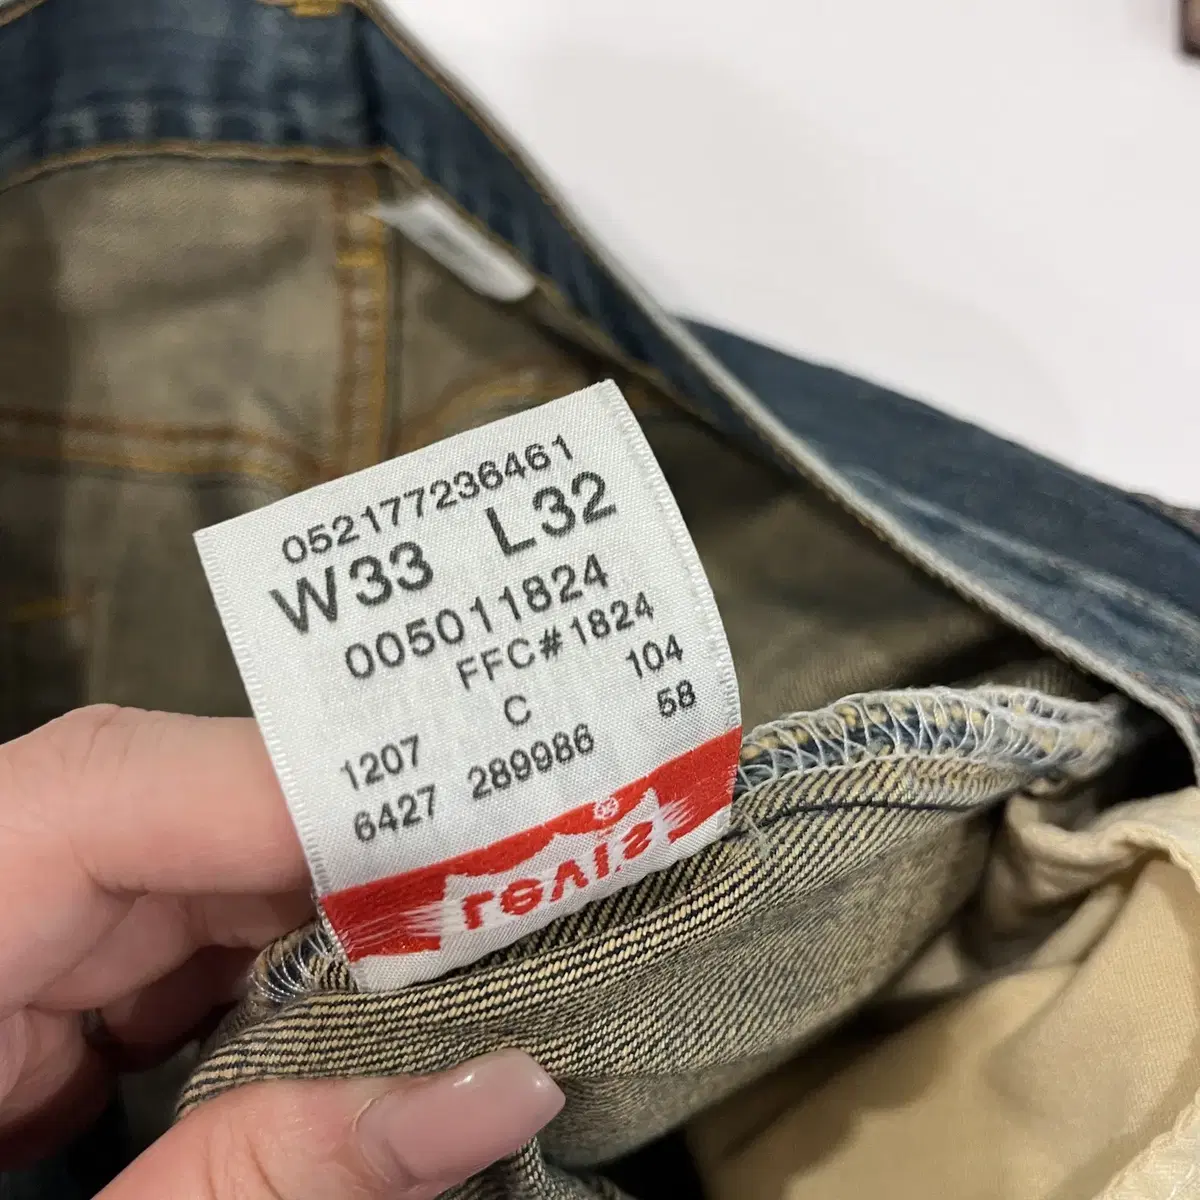 052177236461
W33 L32
005011824
FFC#1824
C 104
1207 58
6427 289986
Levi's®